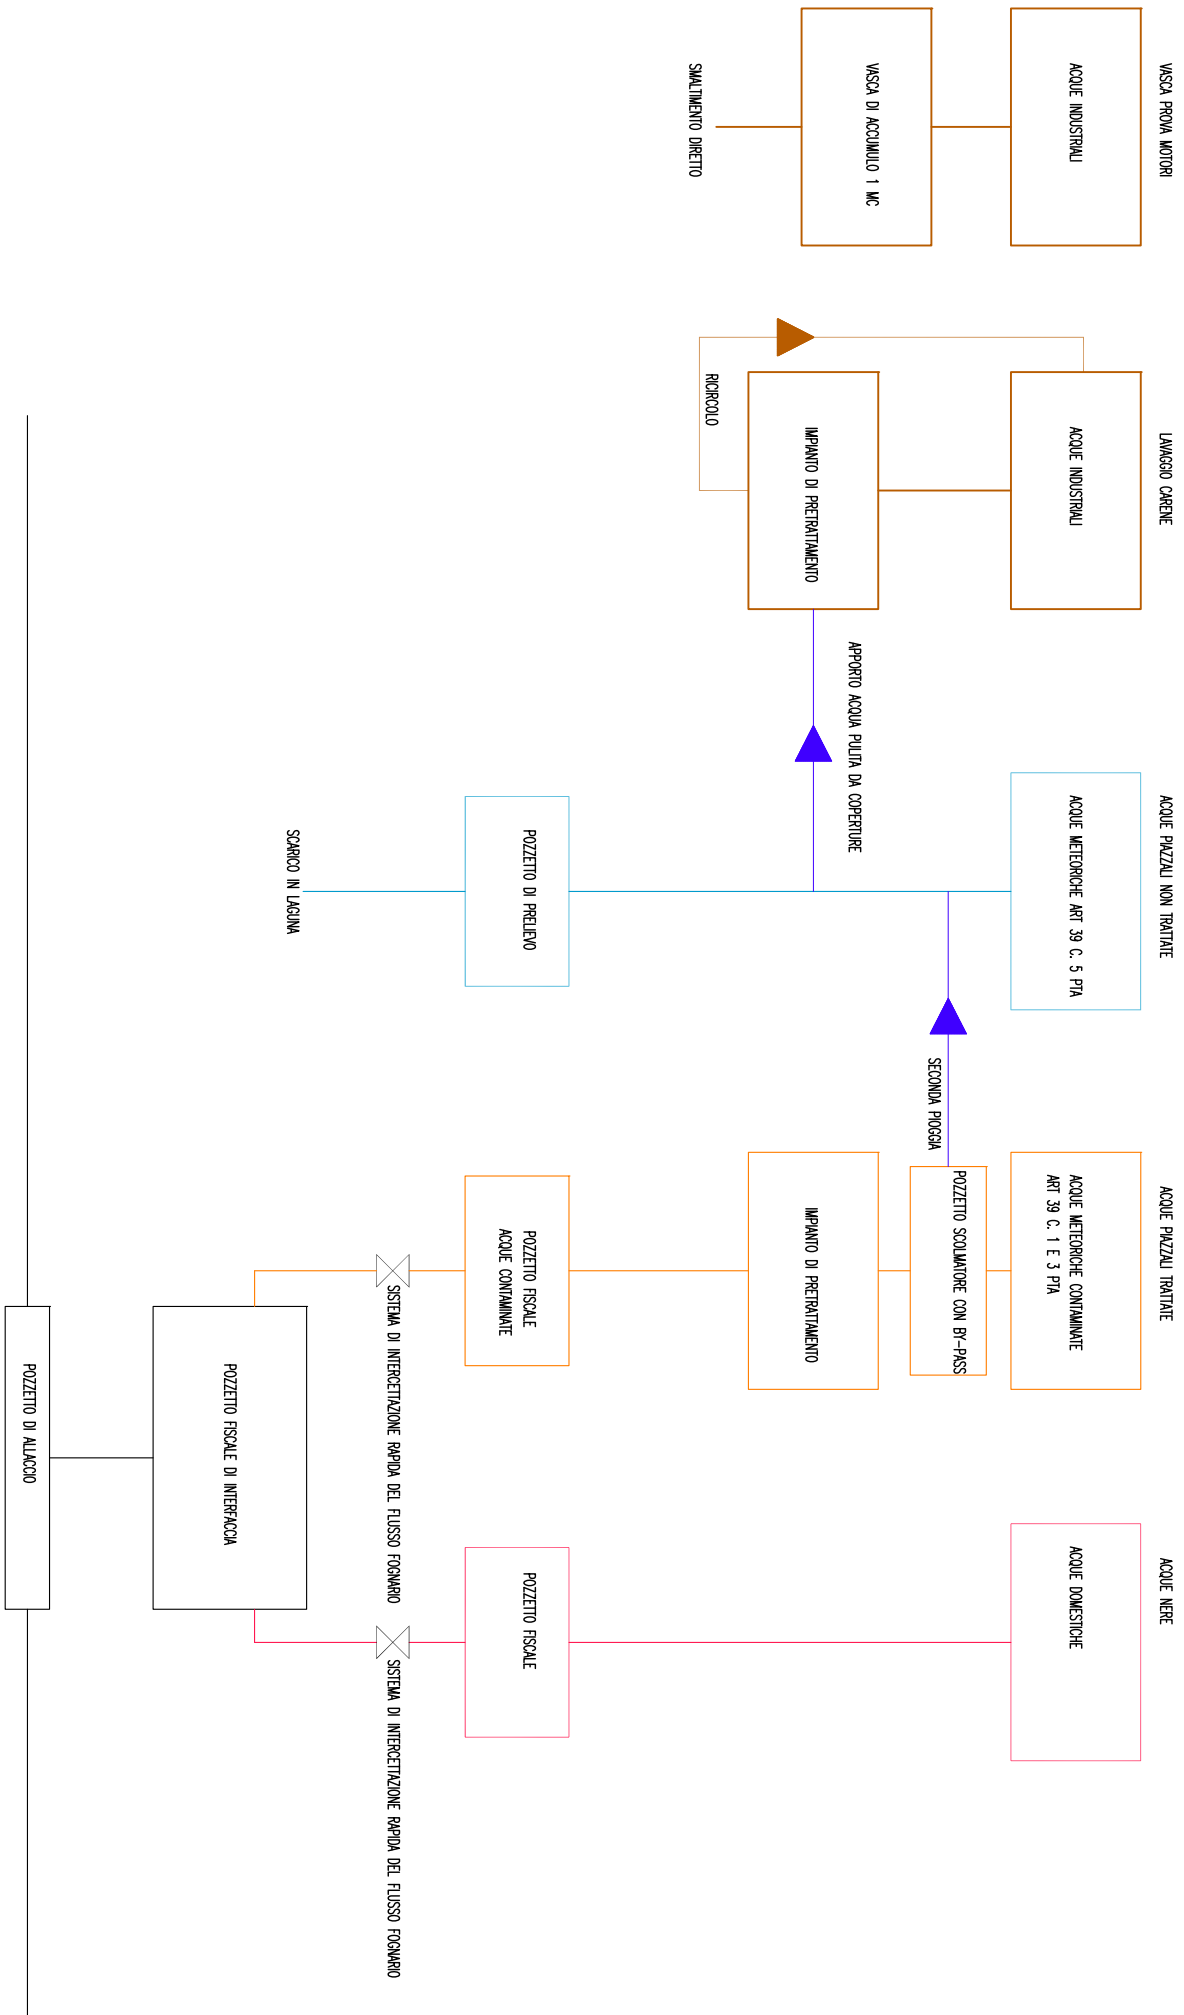 VASCA PROVA MOTORI
LAVAGGIO CARENE
ACQUE PIAZZALI NON TRATTATE
ACQUE PIAZZALI TRATTATE
ACQUE NERE
ACQUE INDUSTRIALI
ACQUE INDUSTRIALI
ACQUE METEORICHE ART 39 C. 5 PTA
ACQUE METEORICHE CONTAMINATE
ART 39 C. 1 E 3 PTA
ACQUE DOMESTICHE
POZZETTO SCOLMATORE CON BY-PASS
SECONDA PIOGGIA
VASCA DI ACCUMULO 1 MC
APPORTO ACQUA PULITA DA COPERTURE
IMPIANTO DI PRETRATTAMENTO
IMPIANTO DI PRETRATTAMENTO
RICIRCOLO
SMALTIMENTO DIRETTO
POZZETTO DI PRELIEVO
POZZETTO FISCALE
ACQUE CONTAMINATE
POZZETTO FISCALE
SISTEMA DI INTERCETTAZIONE RAPIDA DEL FLUSSO FOGNARIO
SISTEMA DI INTERCETTAZIONE RAPIDA DEL FLUSSO FOGNARIO
SCARICO IN LAGUNA
POZZETTO FISCALE DI INTERFACCIA
POZZETTO DI ALLACCIO